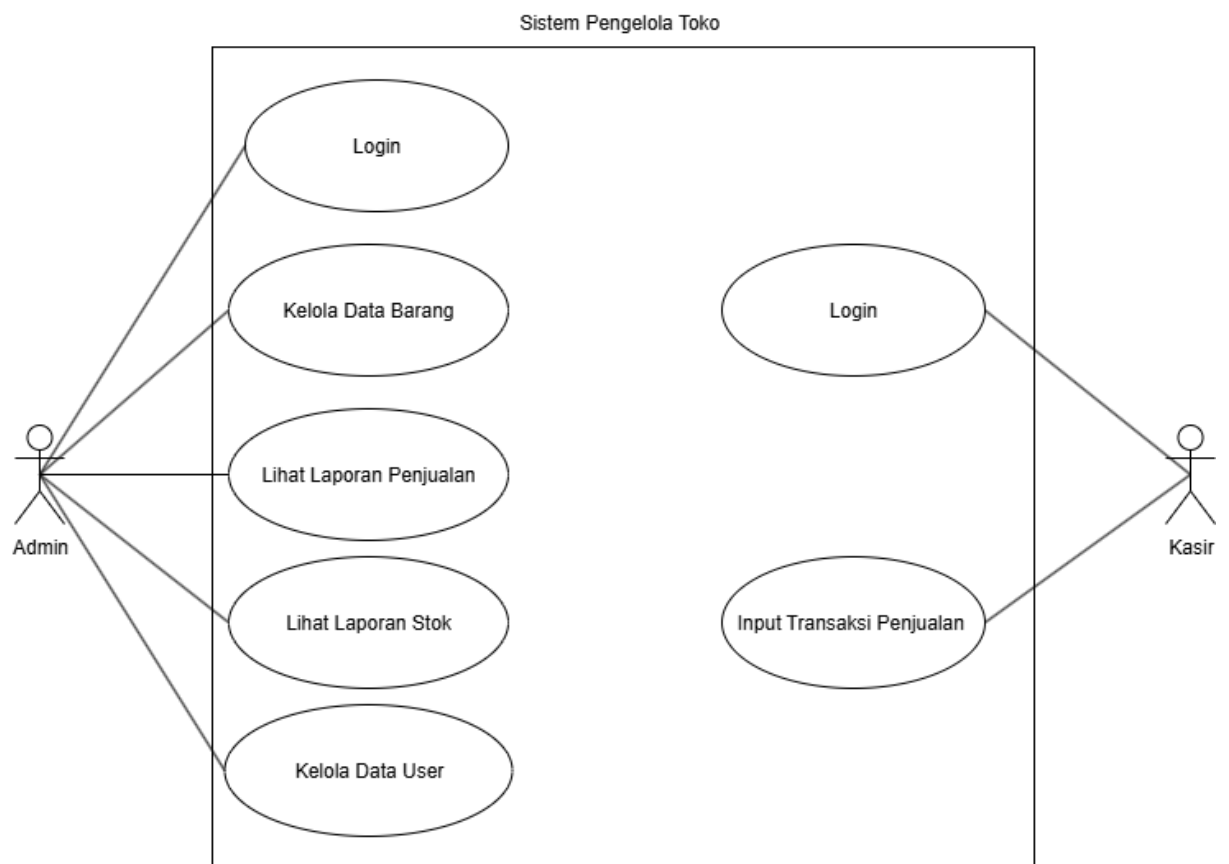 Sistem Pengelola Toko
Login
Kelola Data Barang
Login
Lihat Laporan Penjualan
Admin
Kasir
Lihat Laporan Stok
Input Transaksi Penjualan
Kelola Data User